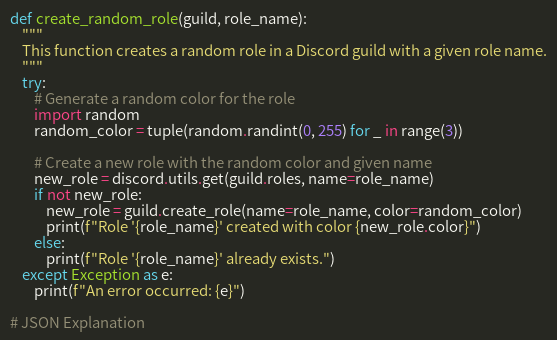 def create_random_role(guild, role_name):
    """
    This function creates a random role in a Discord guild with a given role name.
    """
    try:
        # Generate a random color for the role
        import random
        random_color = tuple(random.randint(0, 255) for _ in range(3))

        # Create a new role with the random color and given name
        new_role = discord.utils.get(guild.roles, name=role_name)
        if not new_role:
            new_role = guild.create_role(name=role_name, color=random_color)
            print(f"Role '{role_name}' created with color {new_role.color}")
        else:
            print(f"Role '{role_name}' already exists.")
    except Exception as e:
        print(f"An error occurred: {e}")

# JSON Explanation